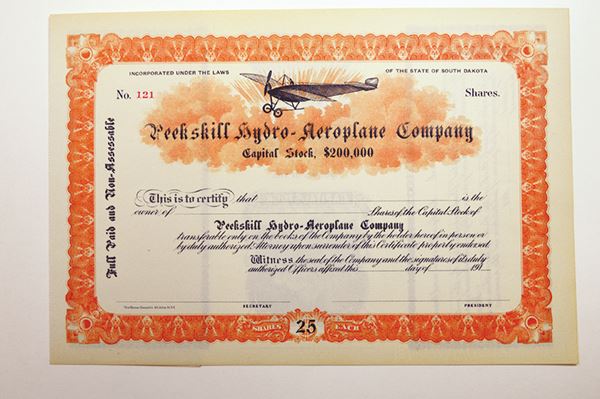 INCORPORATED UNDER THE LAWS OF THE STATE OF SOUTH DAKOTA
No. 121 Shares.
Peekskill Hydro-Aeroplane Company
Capital Stock, $200,000
Full Paid and Non-Assessable
This is to certify that is the
owner of Shares of the Capital Stock of
Peekskill Hydro-Aeroplane Company
transferable only on the books of the Company by the holder hereof in person or
by duly authorized Attorney upon surrender of this Certificate properly endorsed.
Witness the seal of the Company and the signatures of its duly
authorized Officers affixed this day of 191
SECRETARY PRESIDENT
SHARES 25 EACH